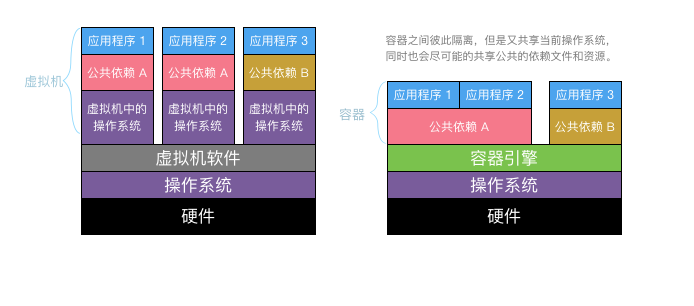 应用程序 1
应用程序 2
应用程序 3
公共依赖 A
公共依赖 A
公共依赖 B
虚拟机
虚拟机中的
操作系统
虚拟机中的
操作系统
虚拟机中的
操作系统
虚拟机软件
操作系统
硬件
容器之间彼此隔离，但是又共享当前操作系统，
同时也会尽可能的共享公共的依赖文件和资源。
容器
应用程序 1
应用程序 2
应用程序 3
公共依赖 A
公共依赖 B
容器引擎
操作系统
硬件